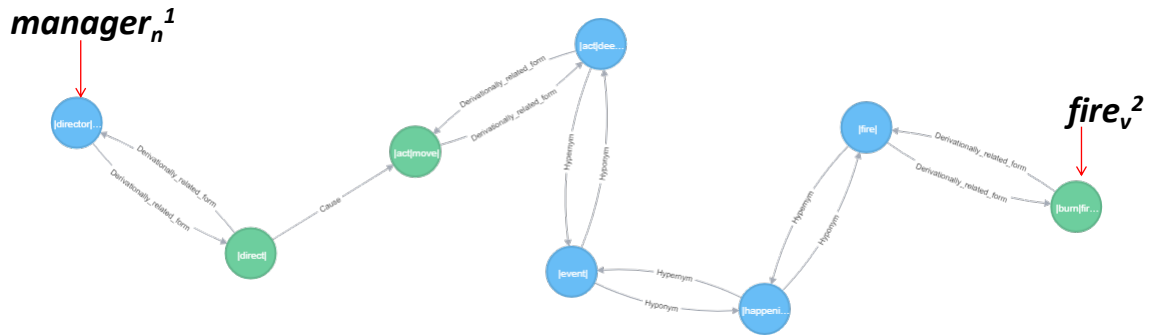 manager_n^1
|director|...
Derivationally_related_form
Derivationally_related_form
|direct|
Cause
|act|move|
Derivationally_related_form
Derivationally_related_form
|act|dee...
Hypernym
Hyponym
|event|
Hypernym
Hyponym
|happeni...
Hypernym
Hyponym
|fire|
Derivationally_related_form
Derivationally_related_form
fire_v^2
|burn|fir...